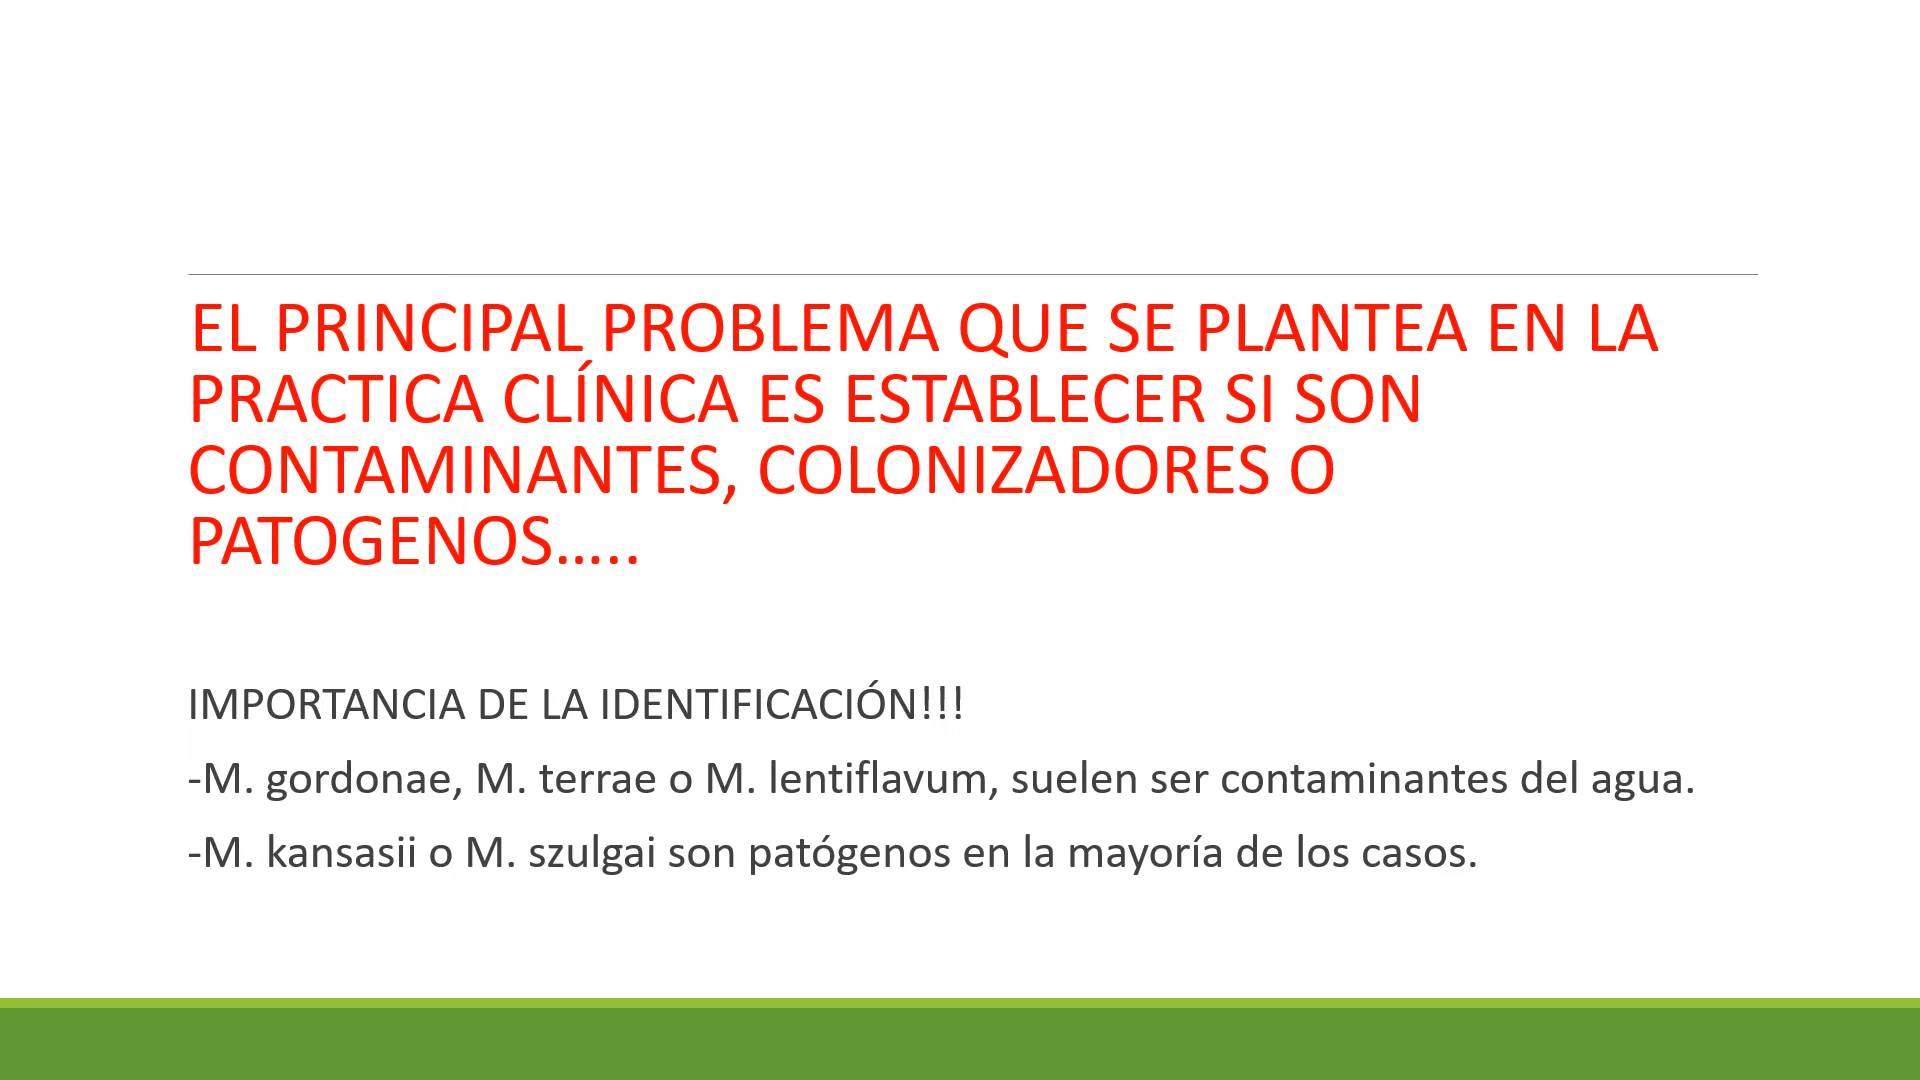 EL PRINCIPAL PROBLEMA QUE SE PLANTEA EN LA
PRACTICA CLÍNICA ES ESTABLECER SI SON
CONTAMINANTES, COLONIZADORES O
PATOGENOS…..
IMPORTANCIA DE LA IDENTIFICACIÓN!!!
-M. gordonae, M. terrae o M. lentiflavum, suelen ser contaminantes del agua.
-M. kansasii o M. szulgai son patógenos en la mayoría de los casos.